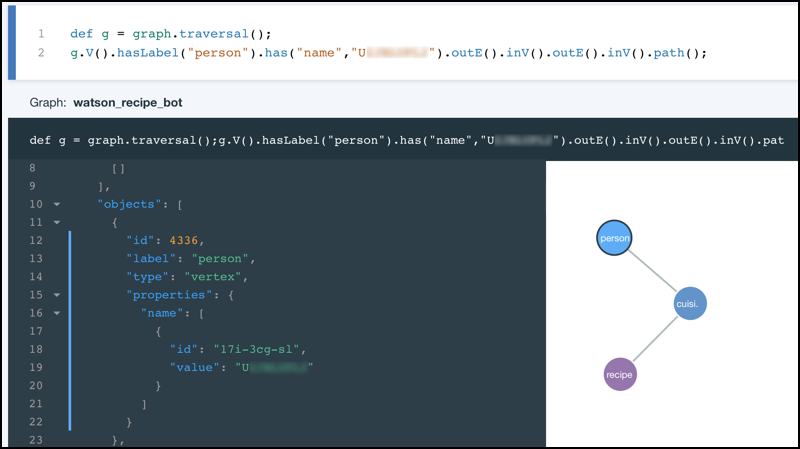 1 def g = graph.traversal();
2 g.V().hasLabel("person").has("name","U").outE().inV().outE().inV().path();
Graph: watson_recipe_bot
def g = graph.traversal();g.V().hasLabel("person").has("name","U").outE().inV().outE().inV().pat
8 []
9 ],
10 "objects": [
11 {
12 "id": 4336,
13 "label": "person",
14 "type": "vertex",
15 "properties": {
16 "name": [
17 {
18 "id": "17i-3cg-sl",
19 "value": "U"
20 }
21 ]
22 }
23 },
person
cuisi.
recipe